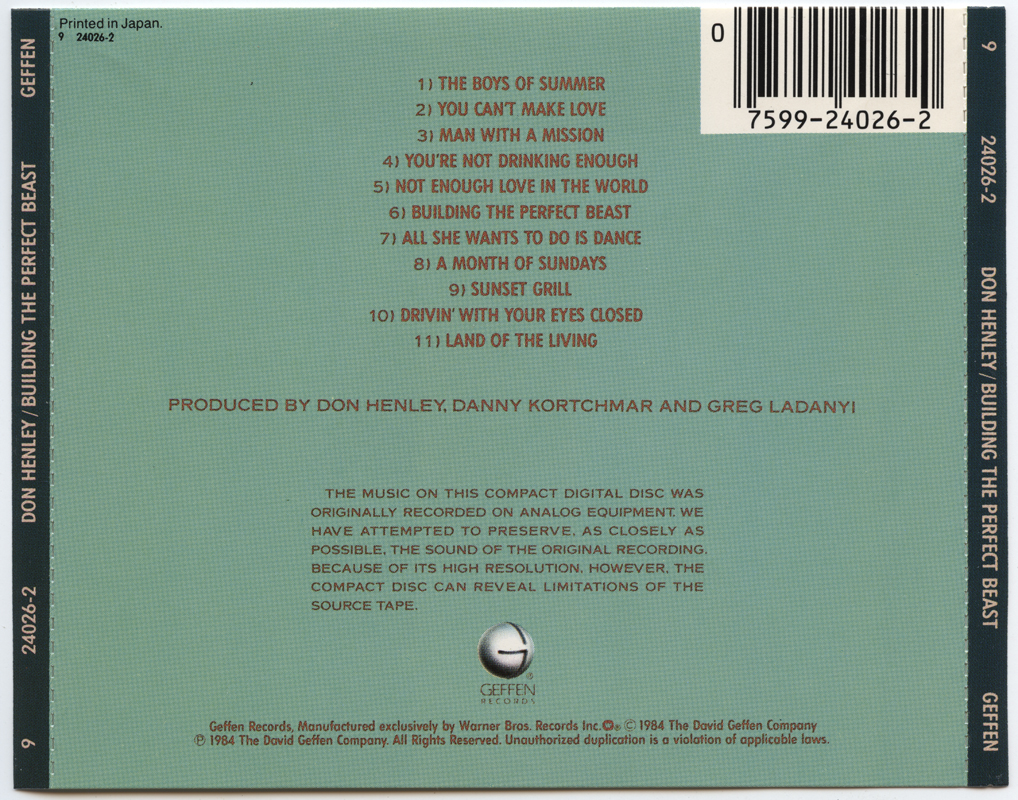 Printed in Japan.
9 24026-2
0
7599-24026-2
1) THE BOYS OF SUMMER
2) YOU CAN'T MAKE LOVE
3) MAN WITH A MISSION
4) YOU'RE NOT DRINKING ENOUGH
5) NOT ENOUGH LOVE IN THE WORLD
6) BUILDING THE PERFECT BEAST
7) ALL SHE WANTS TO DO IS DANCE
8) A MONTH OF SUNDAYS
9) SUNSET GRILL
10) DRIVIN' WITH YOUR EYES CLOSED
11) LAND OF THE LIVING
PRODUCED BY DON HENLEY, DANNY KORTCHMAR AND GREG LADANYI
THE MUSIC ON THIS COMPACT DIGITAL DISC WAS
ORIGINALLY RECORDED ON ANALOG EQUIPMENT. WE
HAVE ATTEMPTED TO PRESERVE, AS CLOSELY AS
POSSIBLE, THE SOUND OF THE ORIGINAL RECORDING.
BECAUSE OF ITS HIGH RESOLUTION, HOWEVER, THE
COMPACT DISC CAN REVEAL LIMITATIONS OF THE
SOURCE TAPE.
GEFFEN
RECORDS
Geffen Records, Manufactured exclusively by Warner Bros. Records Inc. © 1984 The David Geffen Company
℗ 1984 The David Geffen Company. All Rights Reserved. Unauthorized duplication is a violation of applicable laws.
9 24026-2 DON HENLEY/BUILDING THE PERFECT BEAST GEFFEN
9 24026-2 DON HENLEY/BUILDING THE PERFECT BEAST GEFFEN